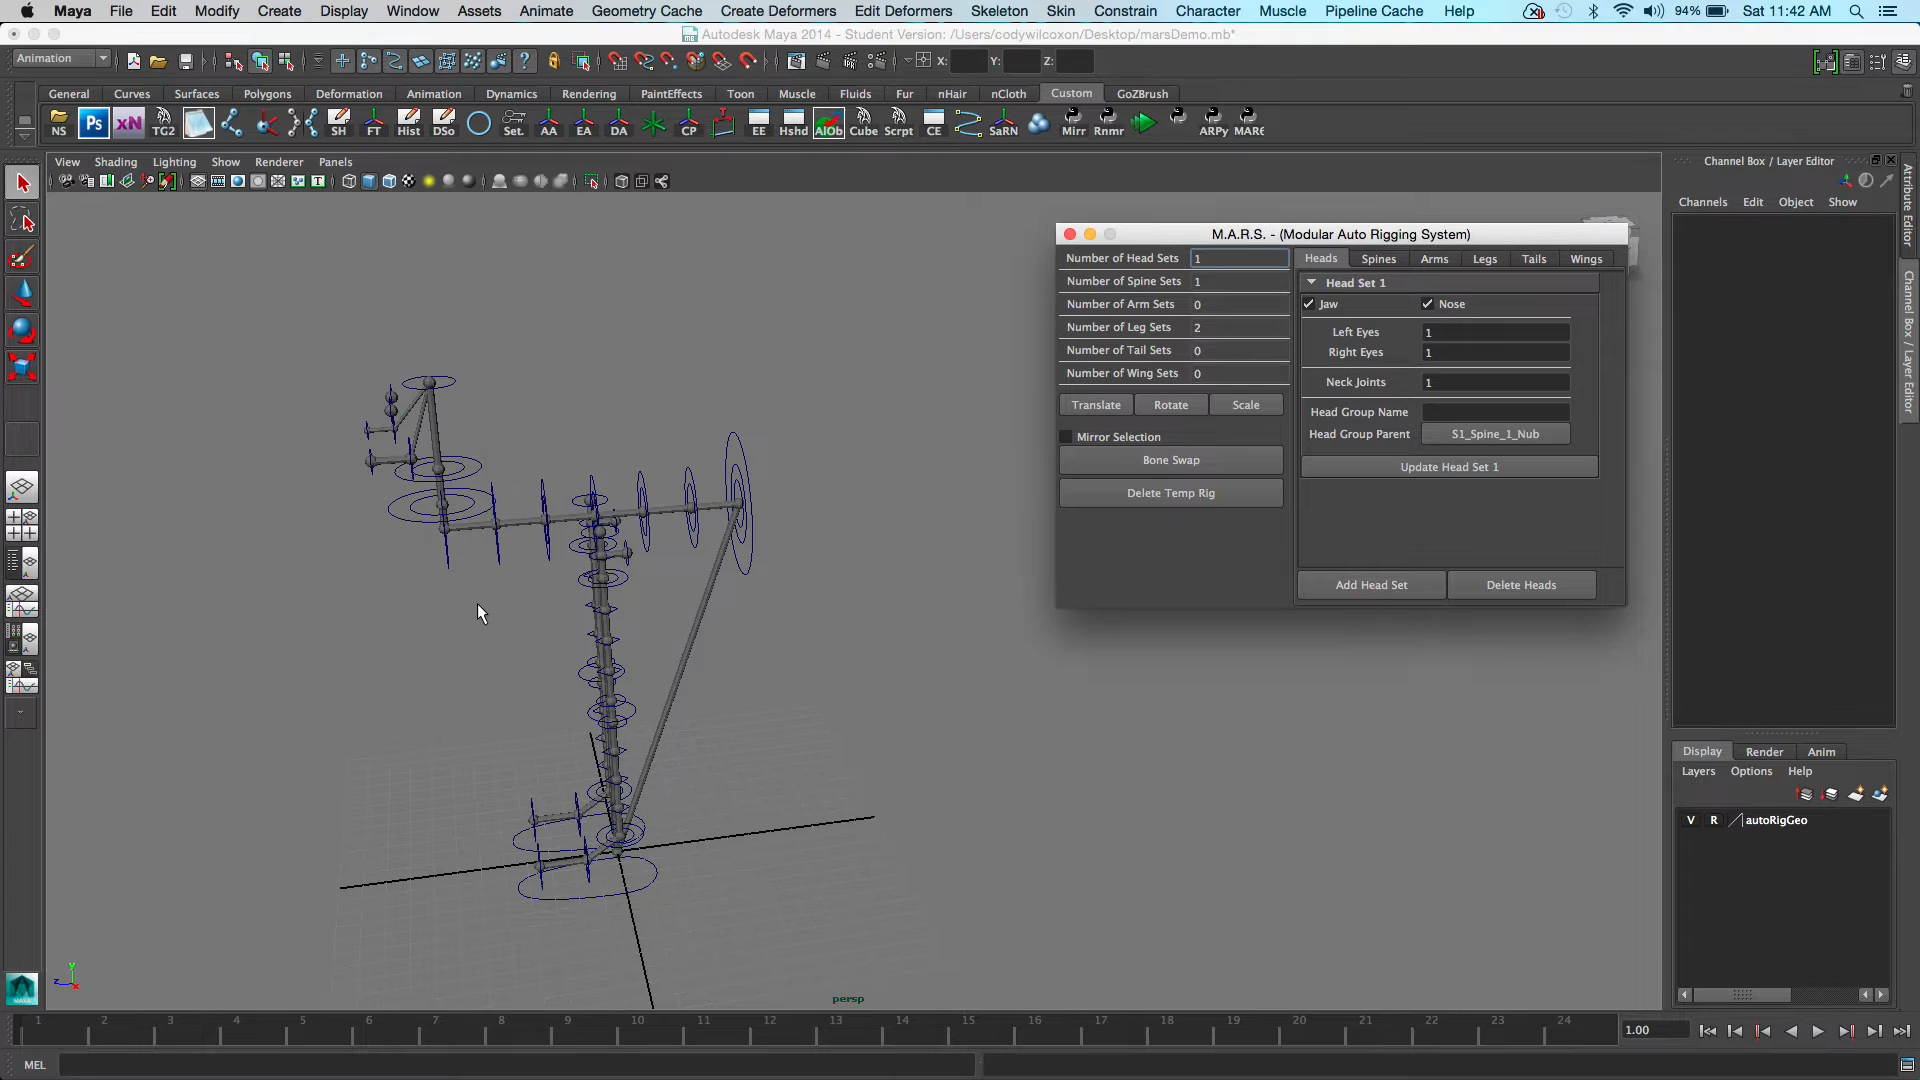 Maya File Edit Modify Create Display Window Assets Animate Geometry Cache Create Deformers Edit Deformers Skeleton Skin Constrain Character Muscle Pipeline Cache Help 94% Sat 11:42 AM
Autodesk Maya 2014 - Student Version: /Users/codywilcoxon/Desktop/marsDemo.mb*
Animation X: Y: Z:
General Curves Surfaces Polygons Deformation Animation Dynamics Rendering PaintEffects Toon Muscle Fluids Fur nHair nCloth Custom GoZBrush
NS Ps xN TG2 SH FT Hist DSo Set. AA EA DA CP EE Hshd AlOb Cube Scrpt CE SaRN Mirr Rnmr ARPy MARS
View Shading Lighting Show Renderer Panels
Channel Box / Layer Editor
Channels Edit Object Show
Attribute Editor
Channel Box / Layer Editor
M.A.R.S. - (Modular Auto Rigging System)
Number of Head Sets 1
Number of Spine Sets 1
Number of Arm Sets 0
Number of Leg Sets 2
Number of Tail Sets 0
Number of Wing Sets 0
Translate Rotate Scale
Mirror Selection
Bone Swap
Delete Temp Rig
Heads Spines Arms Legs Tails Wings
Head Set 1
Jaw Nose
Left Eyes 1
Right Eyes 1
Neck Joints 1
Head Group Name
Head Group Parent S1_Spine_1_Nub
Update Head Set 1
Add Head Set Delete Heads
Display Render Anim
Layers Options Help
V R autoRigGeo
y
z x
persp
MAYA
1 2 3 4 5 6 7 8 9 10 11 12 13 14 15 16 17 18 19 20 21 22 23 24 1.00
MEL